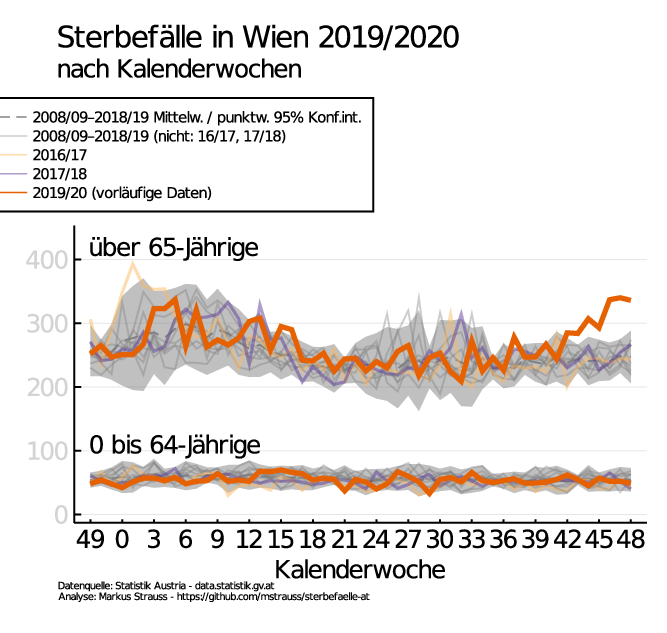 Sterbefälle in Wien 2019/2020
nach Kalenderwochen
2008/09–2018/19 Mittelw. / punktw. 95% Konf.int.
2008/09–2018/19 (nicht: 16/17, 17/18)
2016/17
2017/18
2019/20 (vorläufige Daten)
über 65-Jährige
400
300
200
0 bis 64-Jährige
100
0
49 0 3 6 9 12 15 18 21 24 27 30 33 36 39 42 45 48
Kalenderwoche
Datenquelle: Statistik Austria - data.statistik.gv.at
Analyse: Markus Strauss - https://github.com/mstrauss/sterbefaelle-at